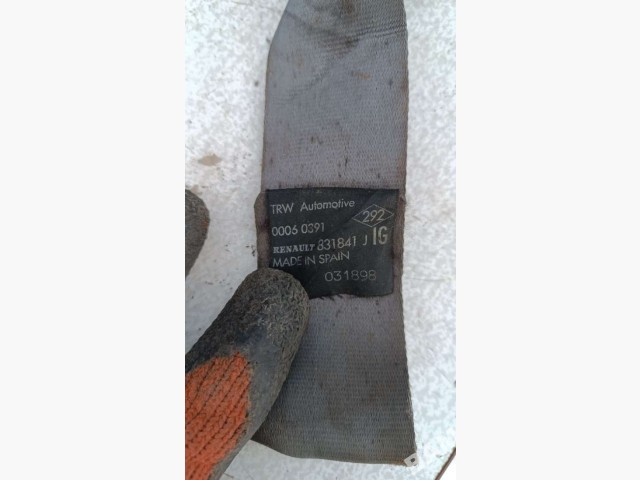 TRW Automotive
292
0006 0391
RENAULT 831841 J IG
MADE IN SPAIN
031898